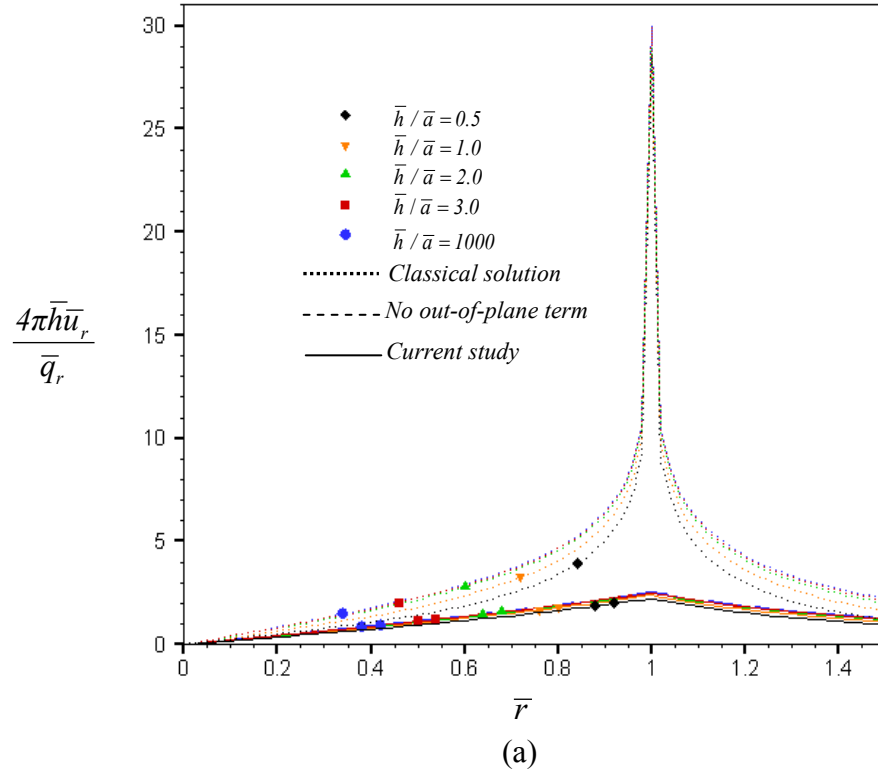 30
25
20
15
10
5
0
4πh̅u̅_r
q̅_r
h̅ / a̅ = 0.5
h̅ / a̅ = 1.0
h̅ / a̅ = 2.0
h̅ / a̅ = 3.0
h̅ / a̅ = 1000
Classical solution
No out-of-plane term
Current study
0 0.2 0.4 0.6 0.8 1 1.2 1.4
r̅
(a)